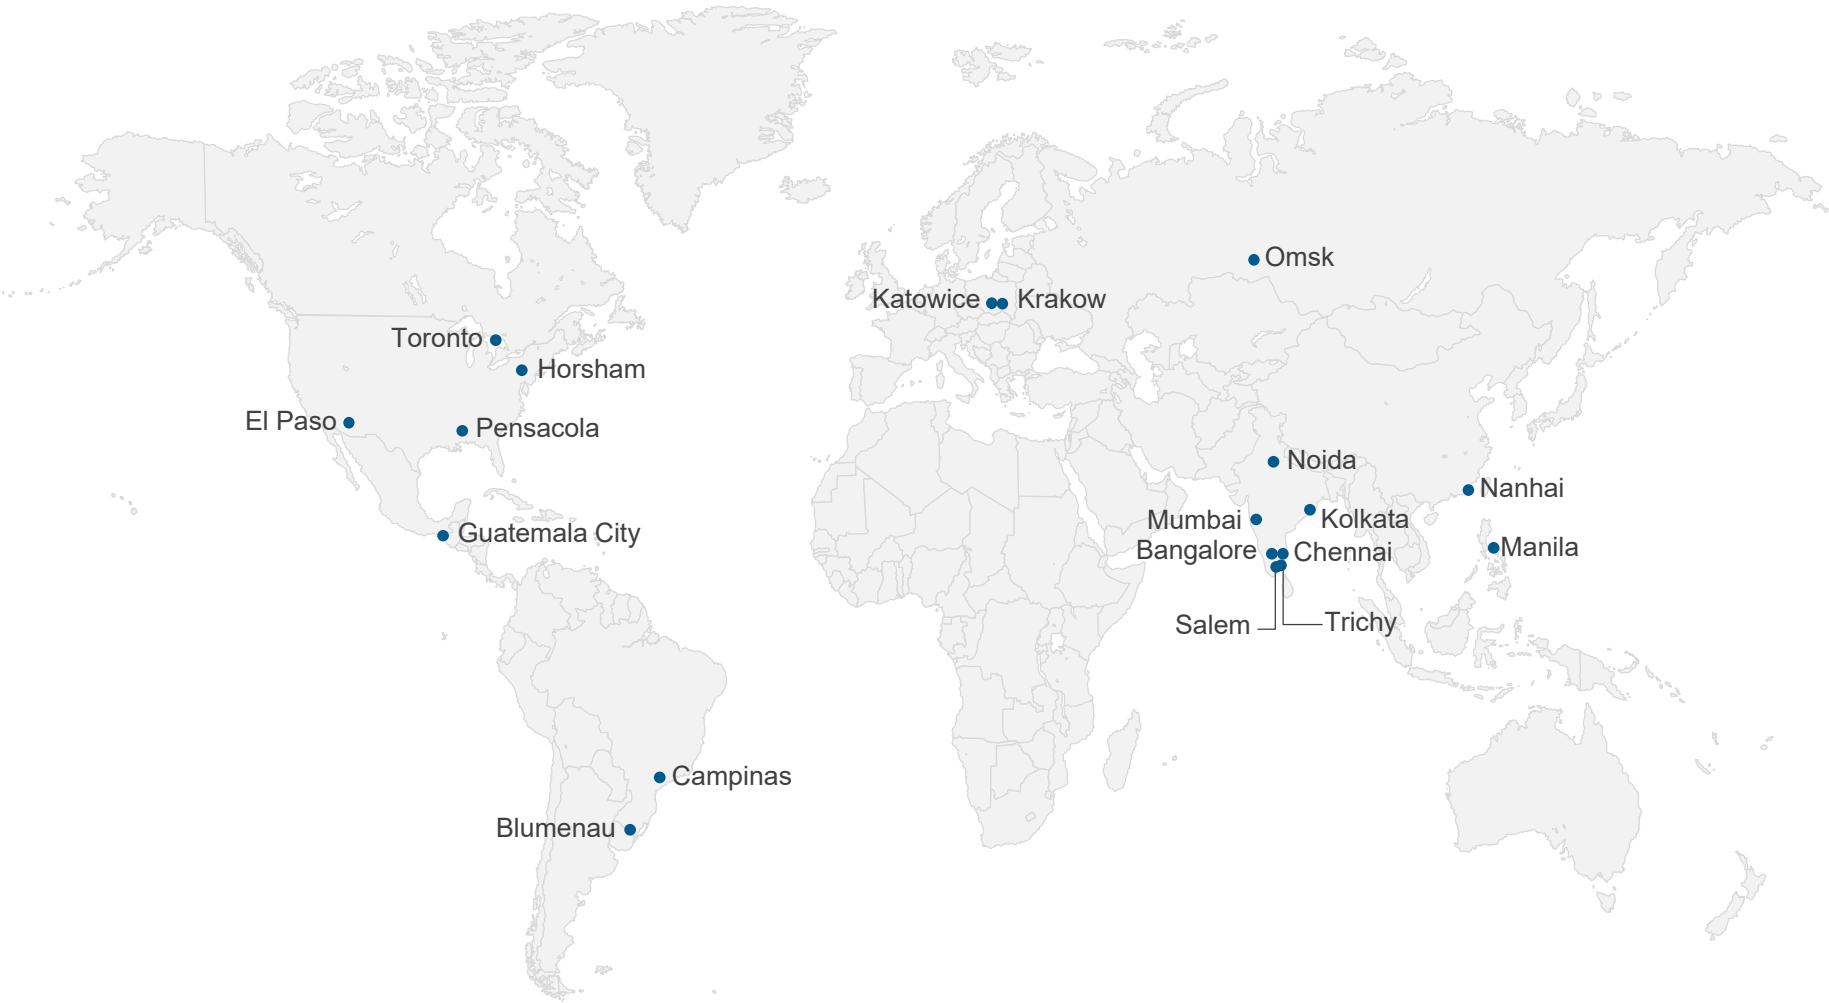 Omsk
Katowice
Krakow
Toronto
Horsham
El Paso
Pensacola
Noida
Nanhai
Guatemala City
Mumbai
Kolkata
Bangalore
Chennai
Manila
Salem
Trichy
Campinas
Blumenau